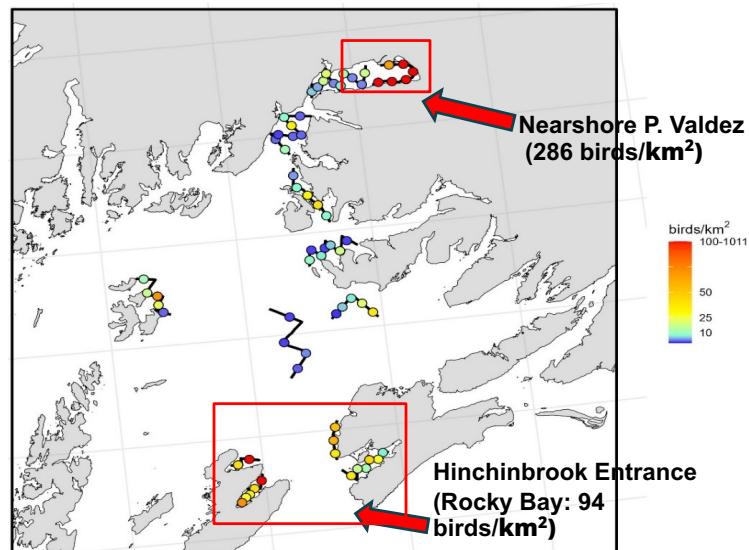 Nearshore P. Valdez
(286 birds/km²)
birds/km²
100-1011
50
25
10
Hinchinbrook Entrance
(Rocky Bay: 94
birds/km²)